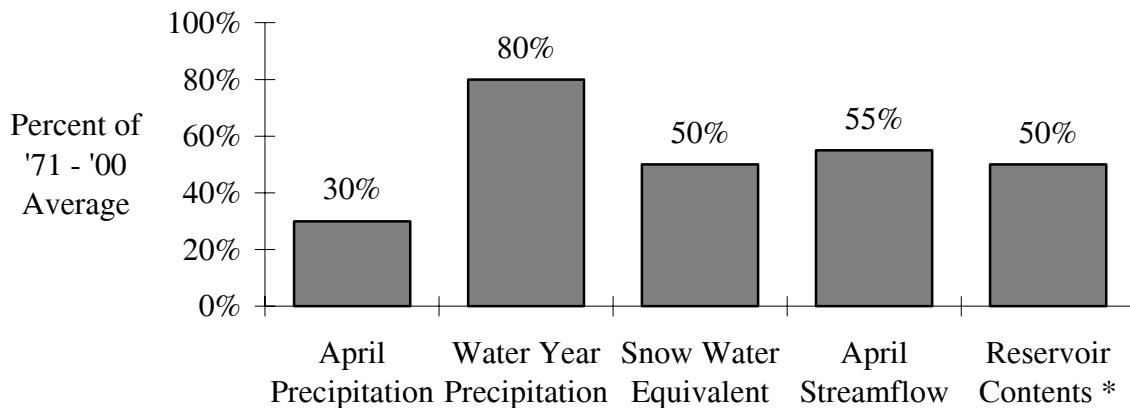 100%
80%
60%
40%
20%
0%
Percent of
'71 - '00
Average
30%
80%
50%
55%
50%
April
Precipitation
Water Year
Precipitation
Snow Water
Equivalent
April
Streamflow
Reservoir
Contents *